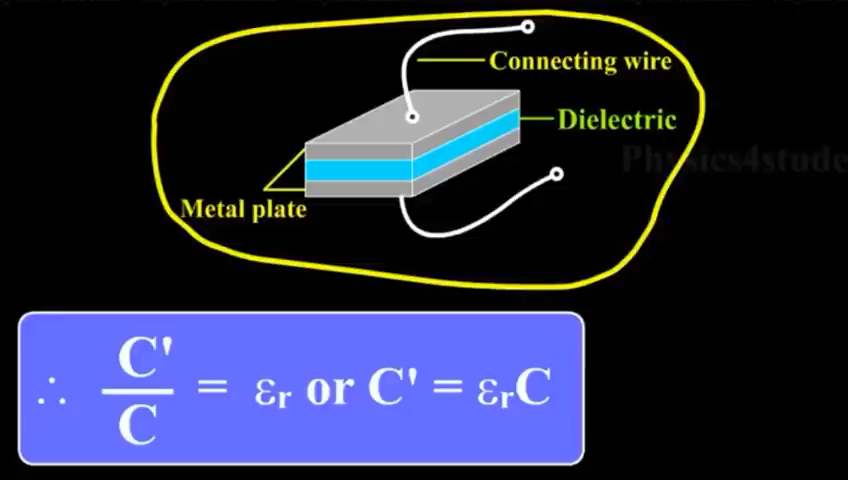 Connecting wire
Dielectric
Metal plate
∴ C'/C = εr or C' = εrC